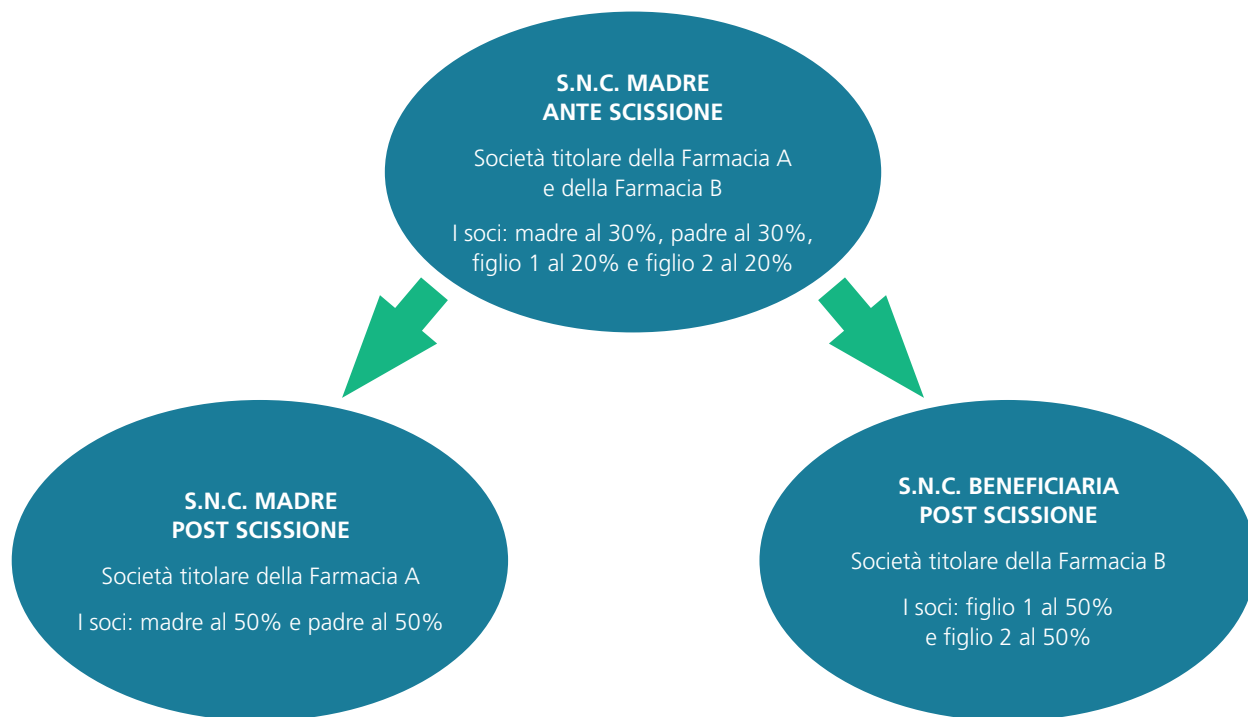 S.N.C. MADRE
ANTE SCISSIONE
Società titolare della Farmacia A
e della Farmacia B
I soci: madre al 30%, padre al 30%,
figlio 1 al 20% e figlio 2 al 20%
S.N.C. MADRE
POST SCISSIONE
Società titolare della Farmacia A
I soci: madre al 50% e padre al 50%
S.N.C. BENEFICIARIA
POST SCISSIONE
Società titolare della Farmacia B
I soci: figlio 1 al 50%
e figlio 2 al 50%